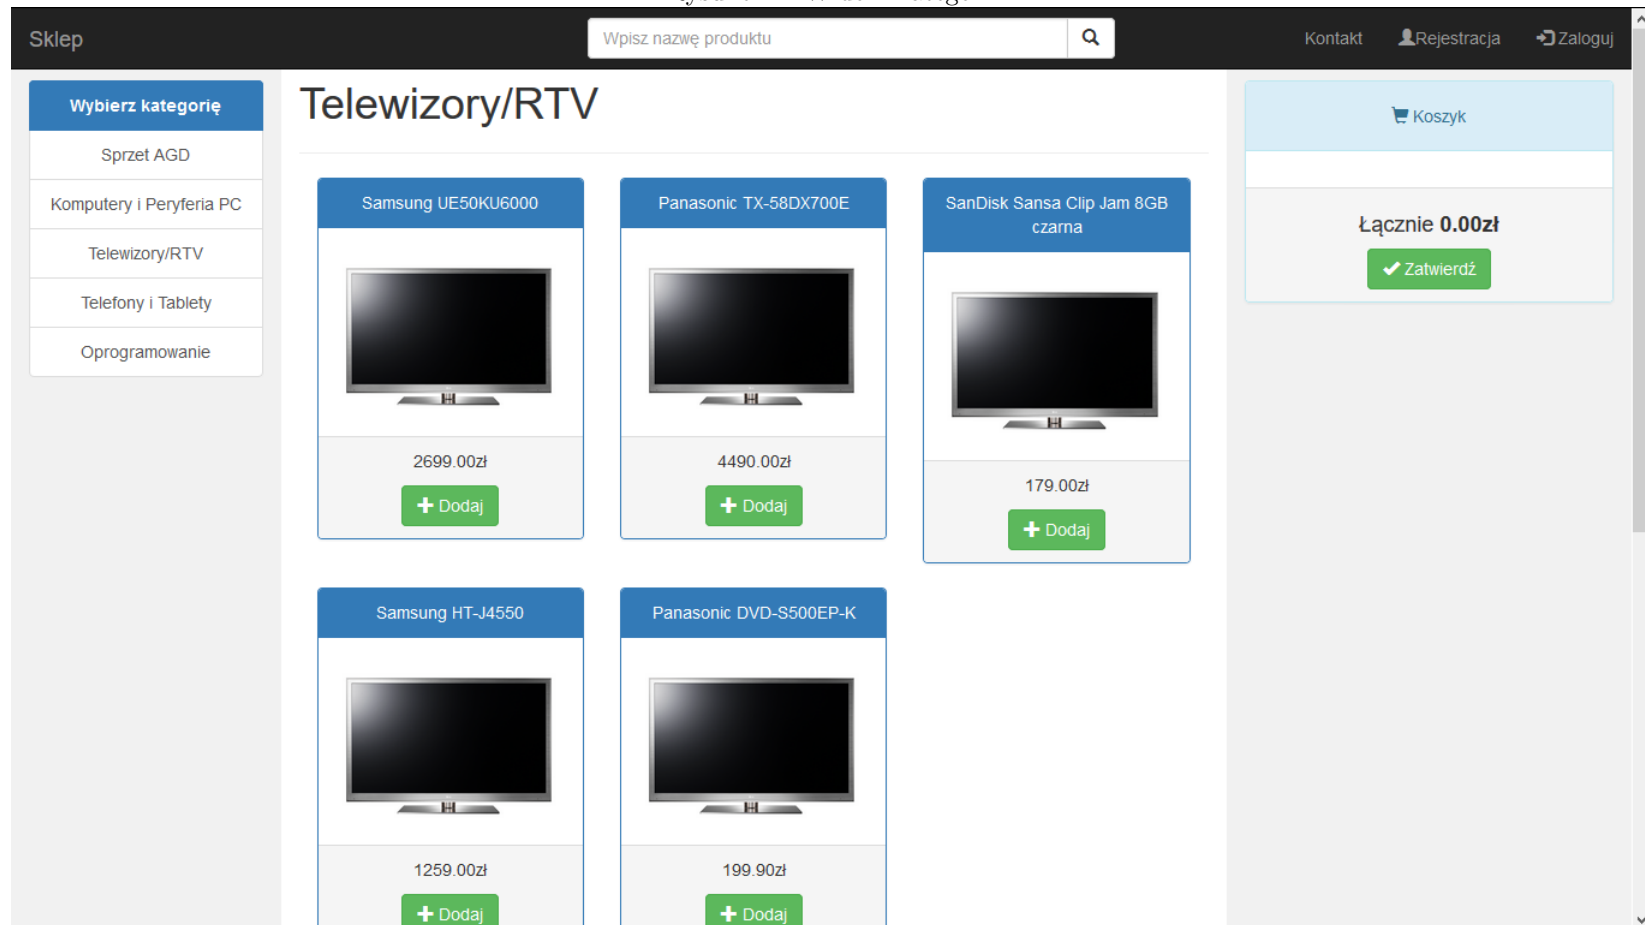 Sklep
Wpisz nazwę produktu
Kontakt
Rejestracja
Zaloguj
Wybierz kategorię
Sprzet AGD
Komputery i Peryferia PC
Telewizory/RTV
Telefony i Tablety
Oprogramowanie
Telewizory/RTV
Samsung UE50KU6000
2699.00zł
Dodaj
Panasonic TX-58DX700E
4490.00zł
Dodaj
SanDisk Sansa Clip Jam 8GB
czarna
179.00zł
Dodaj
Samsung HT-J4550
1259.00zł
Dodaj
Panasonic DVD-S500EP-K
199.90zł
Dodaj
Koszyk
Łącznie 0.00zł
Zatwierdź